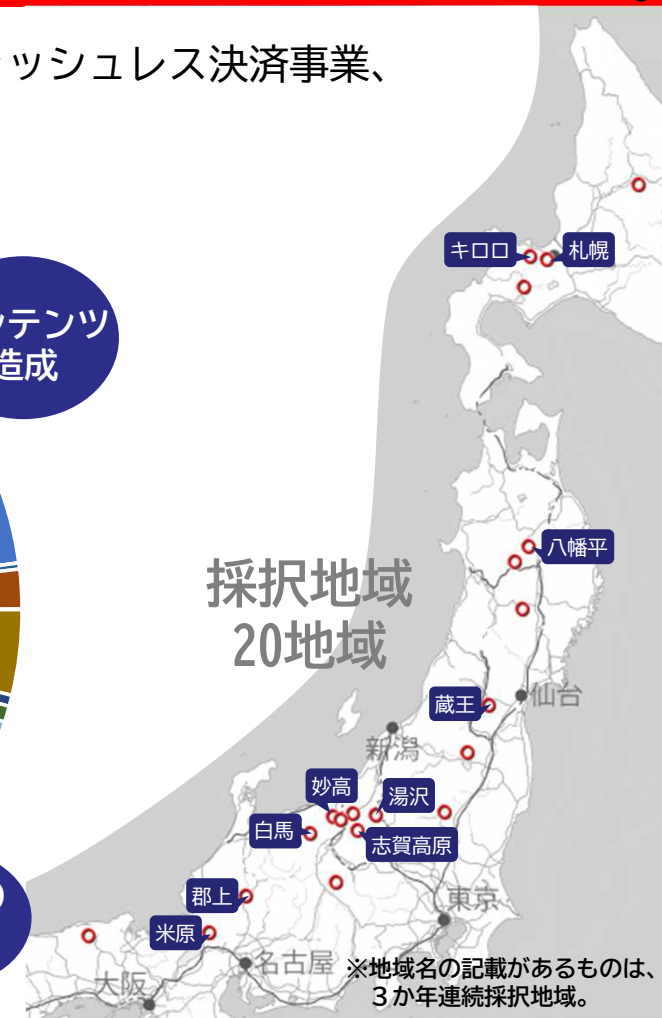 ッシュレス決済事業、
キロロ
札幌
ンテンツ
造成
八幡平
採択地域
20地域
蔵王
仙台
新潟
妙高
湯沢
白馬
志賀高原
郡上
東京
米原
名古屋
大阪
※地域名の記載があるものは、
3か年連続採択地域。